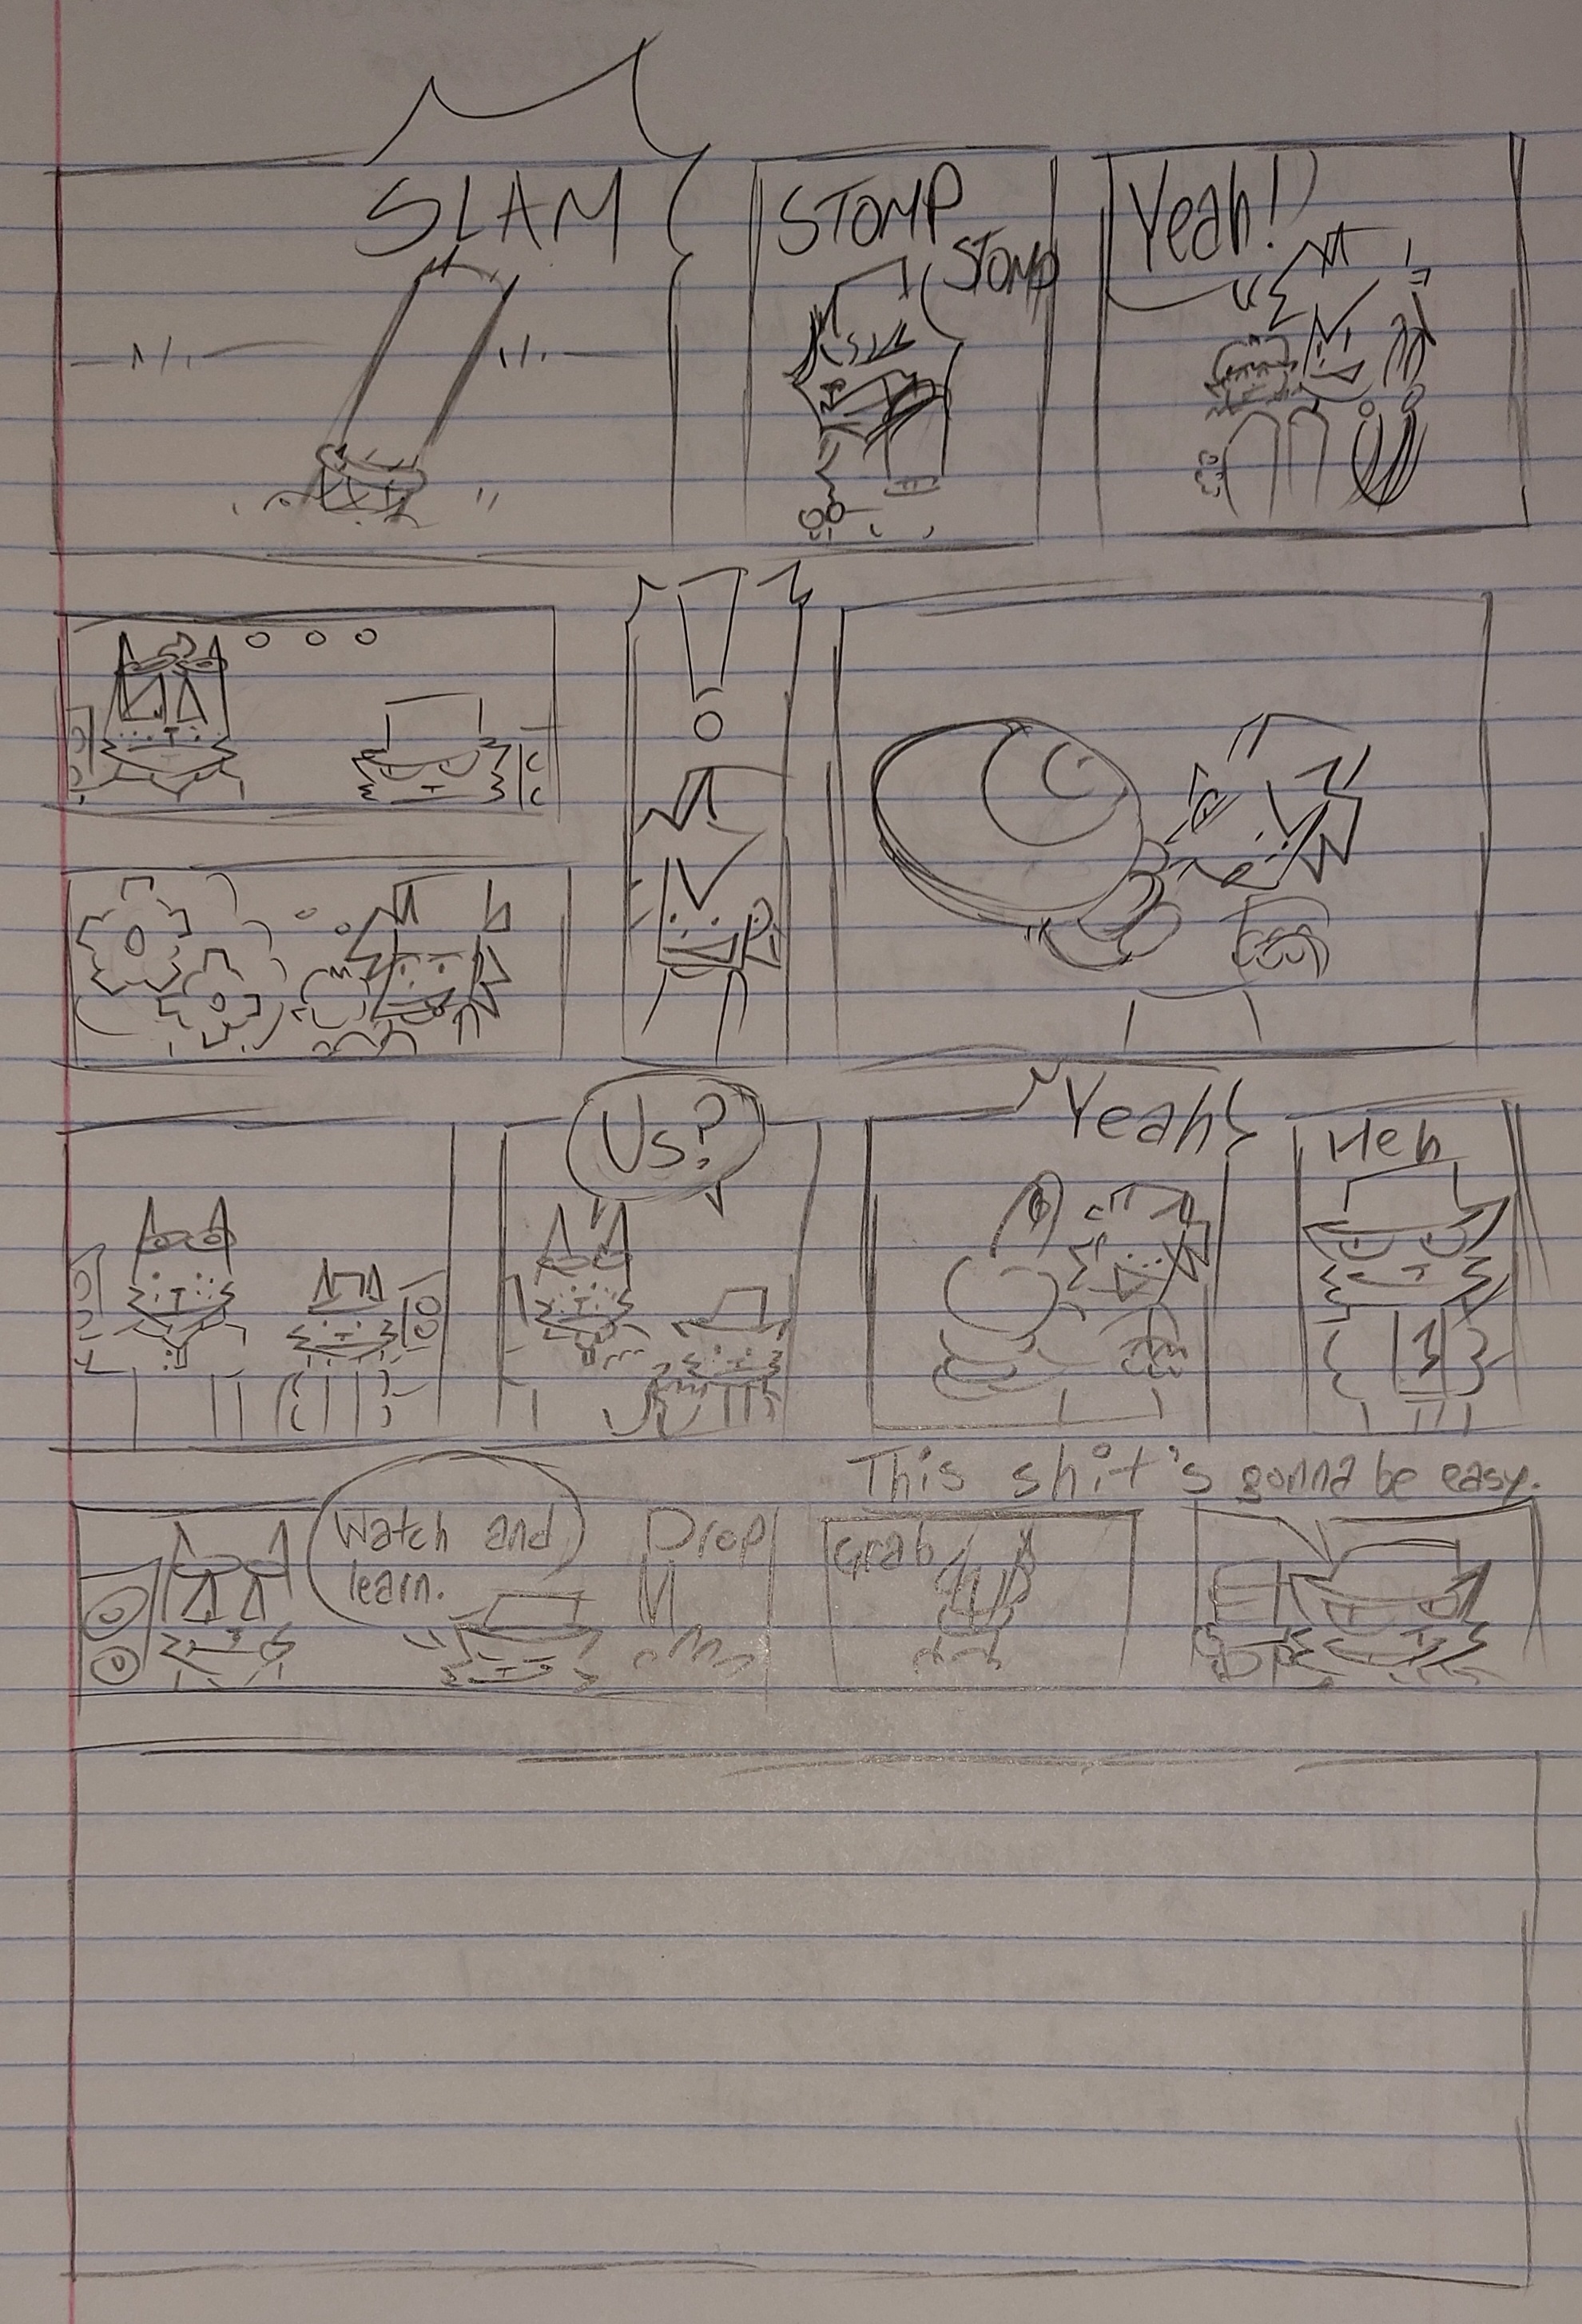 SLAM
STOMP
STOMP
Yeah!
!
Us?
Yeah!
Heh
Watch and
learn.
Drop
Grab
This shit's gonna be easy.